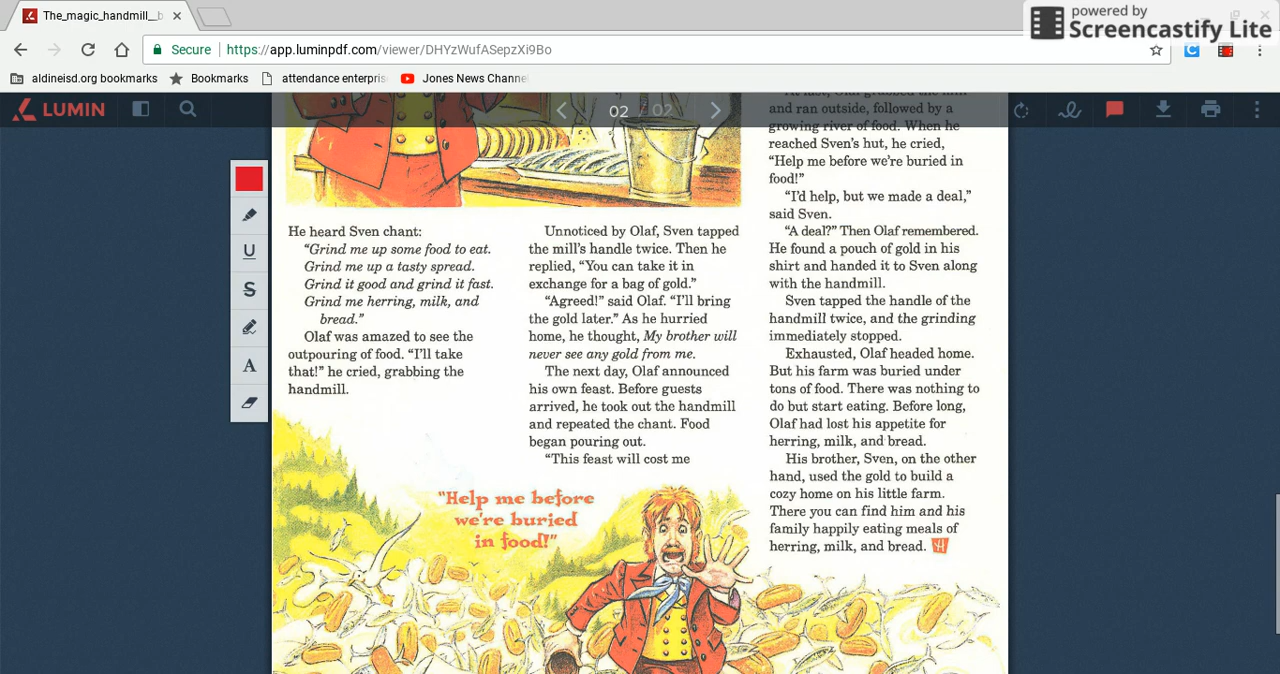 The_magic_handmill__b
powered by
Screencastify Lite
Secure
https://app.luminpdf.com/viewer/DHYzWufASepzXi9Bo
aldineisd.org bookmarks
Bookmarks
attendance enterpris
Jones News Channe
LUMIN
02 / 02
He heard Sven chant:
“Grind me up some food to eat.
Grind me up a tasty spread.
Grind it good and grind it fast.
Grind me herring, milk, and
bread.”
Olaf was amazed to see the
outpouring of food. “I’ll take
that!” he cried, grabbing the
handmill.
Unnoticed by Olaf, Sven tapped
the mill’s handle twice. Then he
replied, “You can take it in
exchange for a bag of gold.”
“Agreed!” said Olaf. “I’ll bring
the gold later.” As he hurried
home, he thought, My brother will
never see any gold from me.
The next day, Olaf announced
his own feast. Before guests
arrived, he took out the handmill
and repeated the chant. Food
began pouring out.
“This feast will cost me
At last, Olaf grabbed the mill
and ran outside, followed by a
growing river of food. When he
reached Sven’s hut, he cried,
“Help me before we’re buried in
food!”
“I’d help, but we made a deal,”
said Sven.
“A deal?” Then Olaf remembered.
He found a pouch of gold in his
shirt and handed it to Sven along
with the handmill.
Sven tapped the handle of the
handmill twice, and the grinding
immediately stopped.
Exhausted, Olaf headed home.
But his farm was buried under
tons of food. There was nothing to
do but start eating. Before long,
Olaf had lost his appetite for
herring, milk, and bread.
His brother, Sven, on the other
hand, used the gold to build a
cozy home on his little farm.
There you can find him and his
family happily eating meals of
herring, milk, and bread.
“Help me before
we’re buried
in food!”
U
S
A